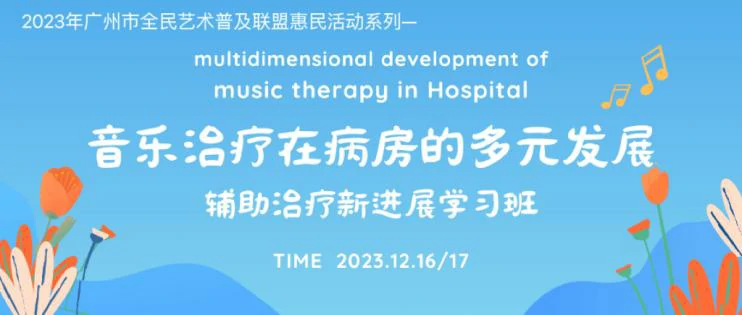 2023年广州市全民艺术普及联盟惠民活动系列—
multidimensional development of
music therapy in Hospital
音乐治疗在病房的多元发展
辅助治疗新进展学习班
TIME 2023.12.16/17